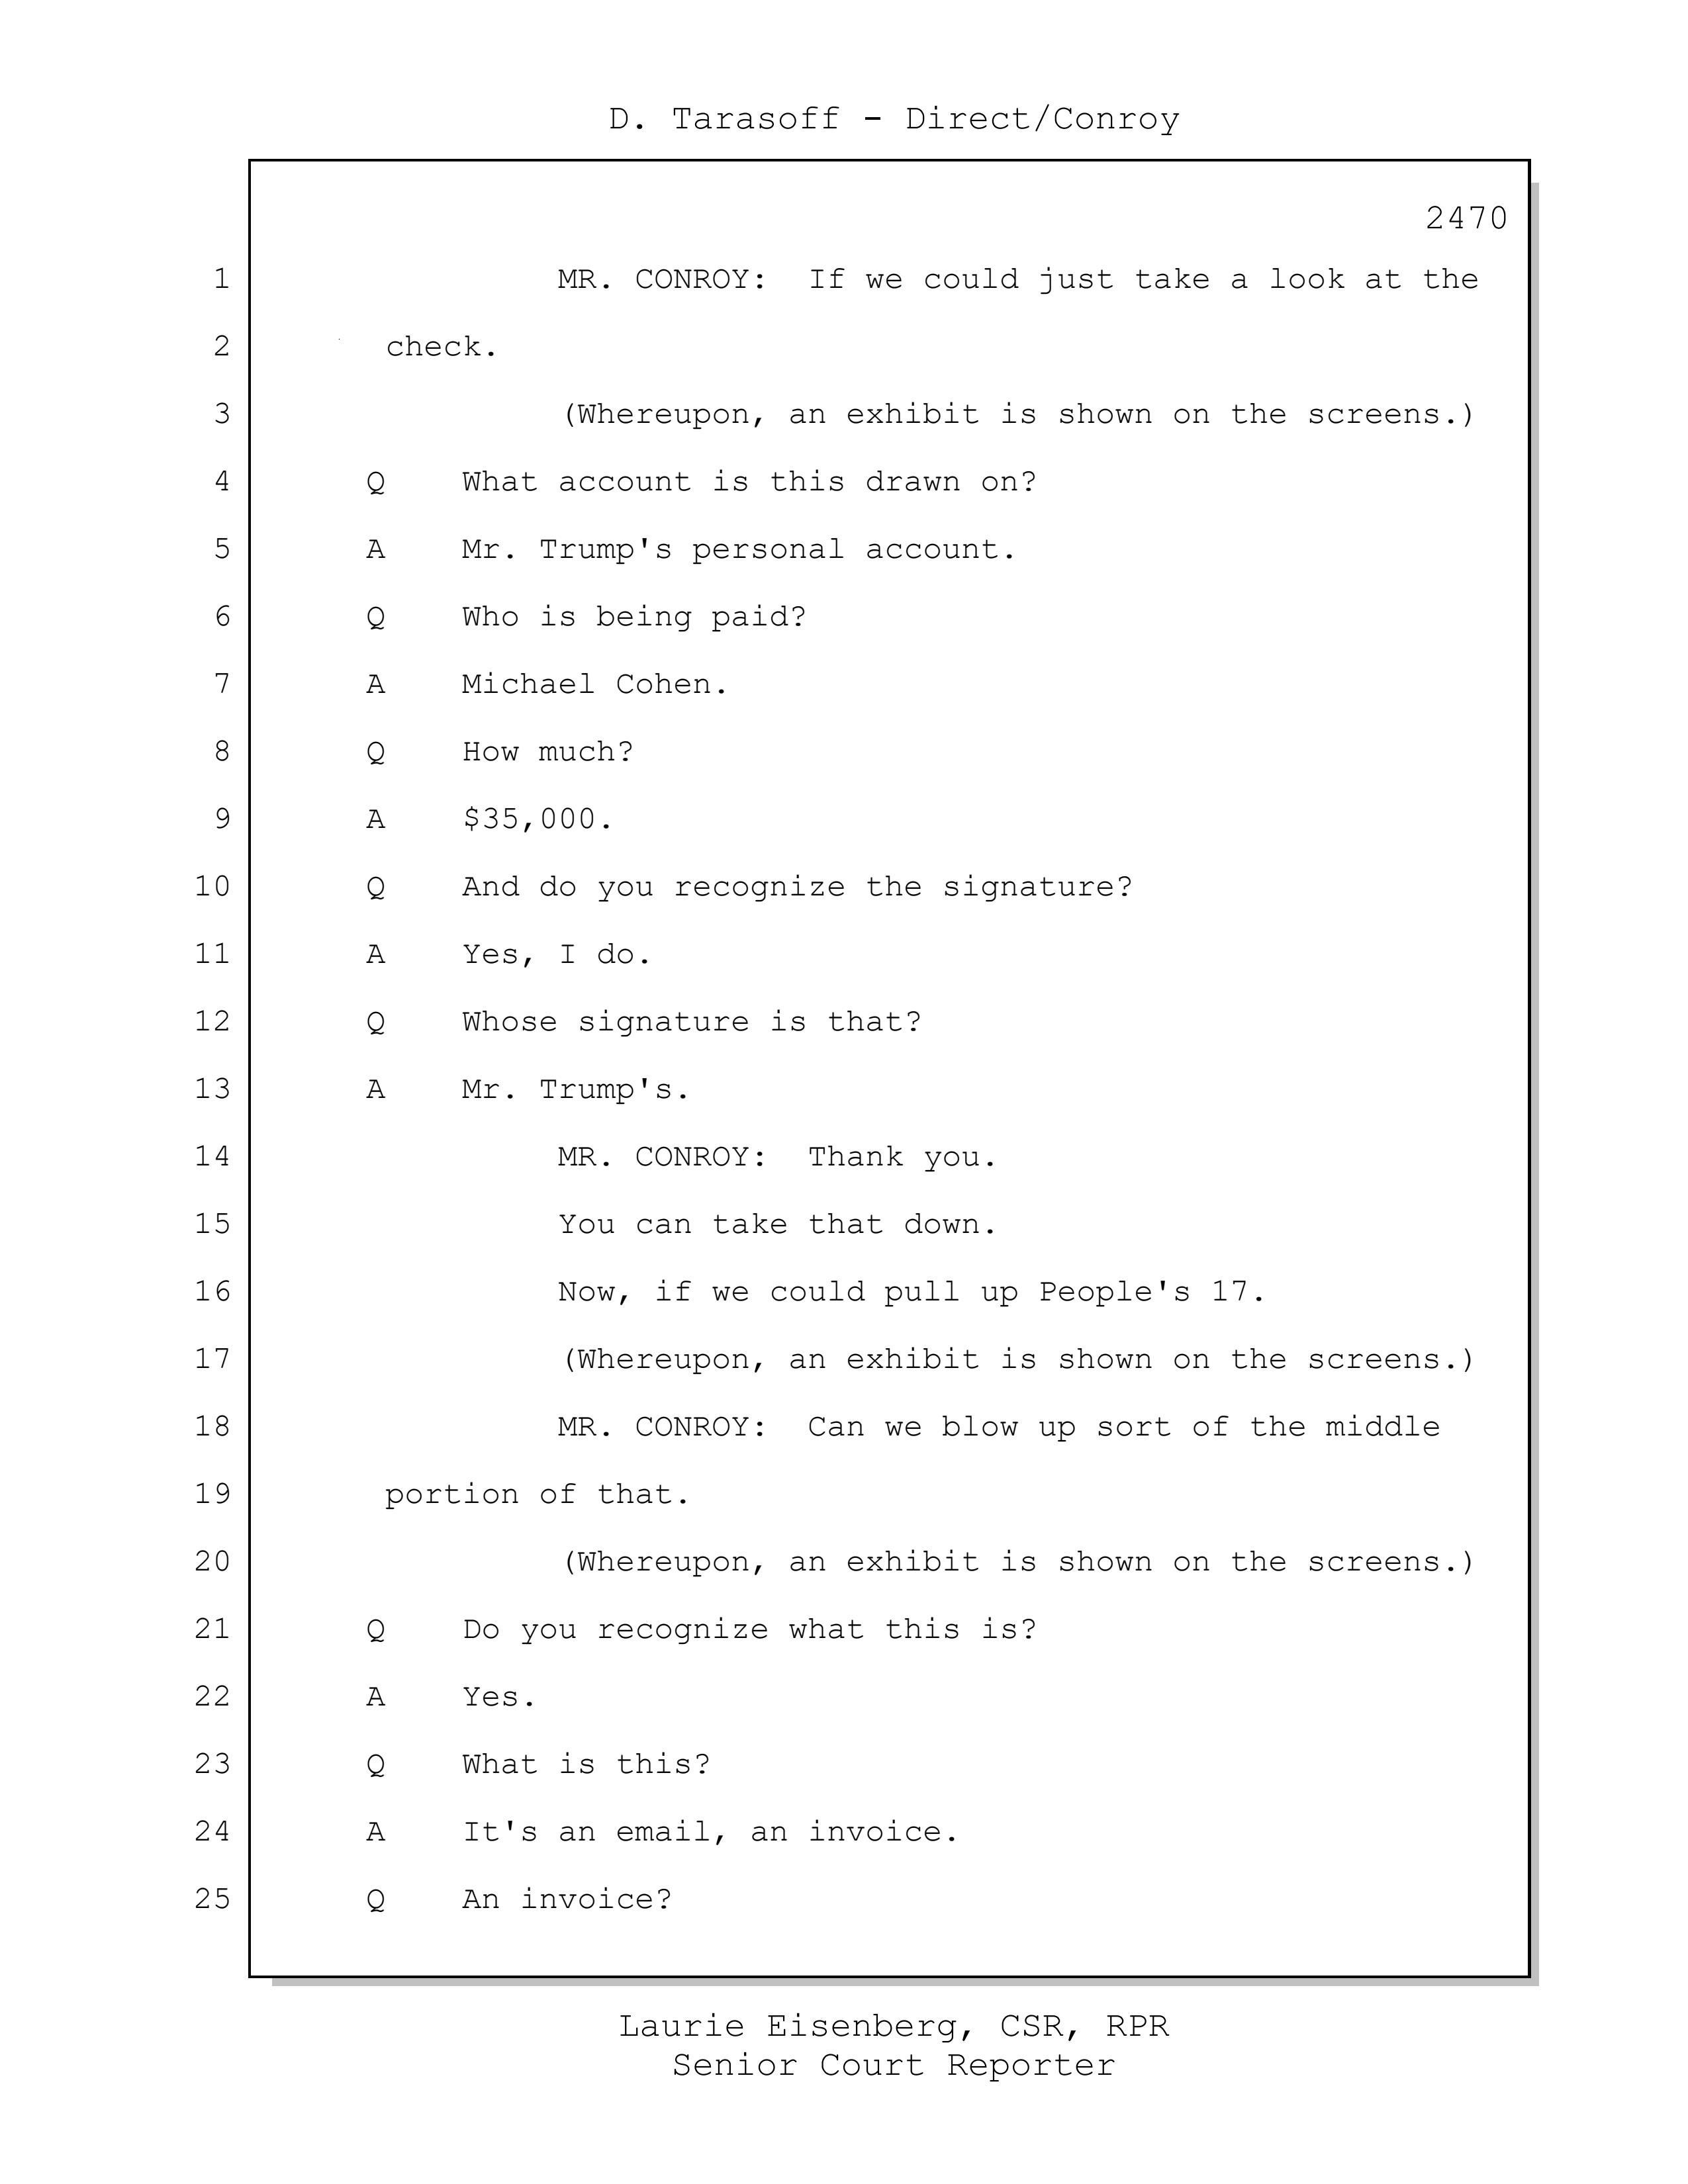 D. Tarasoff - Direct/Conroy
2470
1 MR. CONROY: If we could just take a look at the
2 check.
3 (Whereupon, an exhibit is shown on the screens.)
4 Q What account is this drawn on?
5 A Mr. Trump's personal account.
6 Q Who is being paid?
7 A Michael Cohen.
8 Q How much?
9 A $35,000.
10 Q And do you recognize the signature?
11 A Yes, I do.
12 Q Whose signature is that?
13 A Mr. Trump's.
14 MR. CONROY: Thank you.
15 You can take that down.
16 Now, if we could pull up People's 17.
17 (Whereupon, an exhibit is shown on the screens.)
18 MR. CONROY: Can we blow up sort of the middle
19 portion of that.
20 (Whereupon, an exhibit is shown on the screens.)
21 Q Do you recognize what this is?
22 A Yes.
23 Q What is this?
24 A It's an email, an invoice.
25 Q An invoice?
Laurie Eisenberg, CSR, RPR
Senior Court Reporter